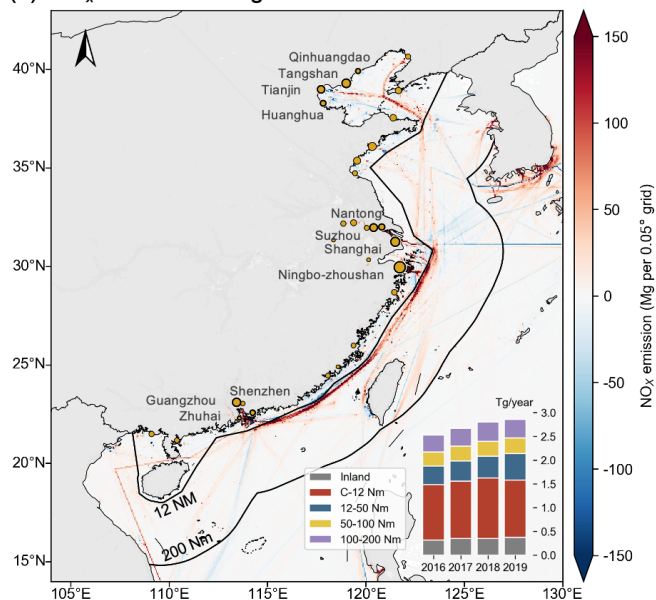 40°N
35°N
30°N
25°N
20°N
15°N
Qinhuangdao
Tangshan
Tianjin
Huanghua
Nantong
Suzhou
Shanghai
Ningbo-zhoushan
Shenzhen
Guangzhou
Zhuhai
12 NM
200 Nm
Inland
C-12 Nm
12-50 Nm
50-100 Nm
100-200 Nm
Tg/year
3.0
2.5
2.0
1.5
1.0
0.5
0.0
2016 2017 2018 2019
105°E 110°E 115°E 120°E 125°E 130°E
150
100
50
0
-50
-100
-150
NOX emission (Mg per 0.05° grid)